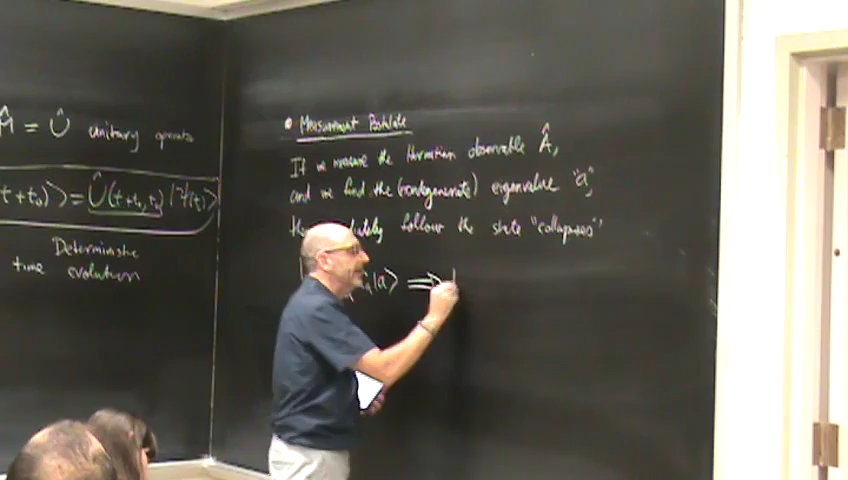 M̂ = Û unitary operator
t+t₀)⟩ = Û(t+t₀,t₀)|Ψ(t₀)⟩
Deterministic
time evolution
• Measurement Postulate
If we measure the Hermitian observable Â,
and we find the (nondegenerate) eigenvalue "a",
follow the state "collapses"
|a⟩ ⇒ |